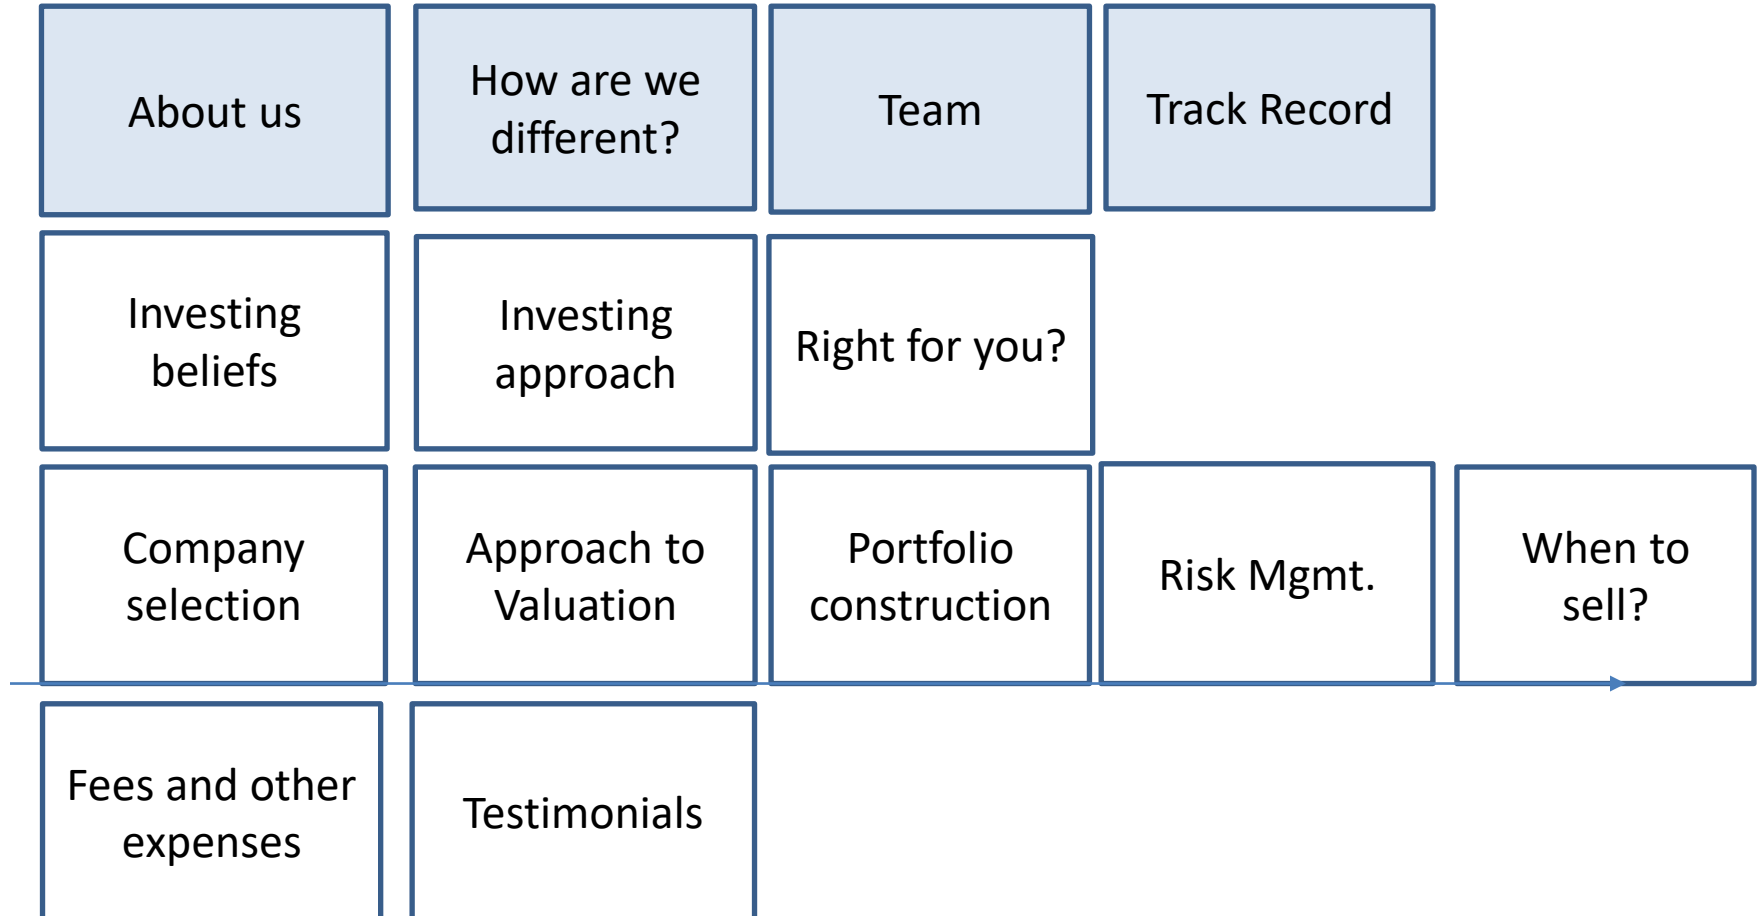 About us
How are we
different?
Team
Track Record
Investing
beliefs
Investing
approach
Right for you?
Company
selection
Approach to
Valuation
Portfolio
construction
Risk Mgmt.
When to
sell?
Fees and other
expenses
Testimonials